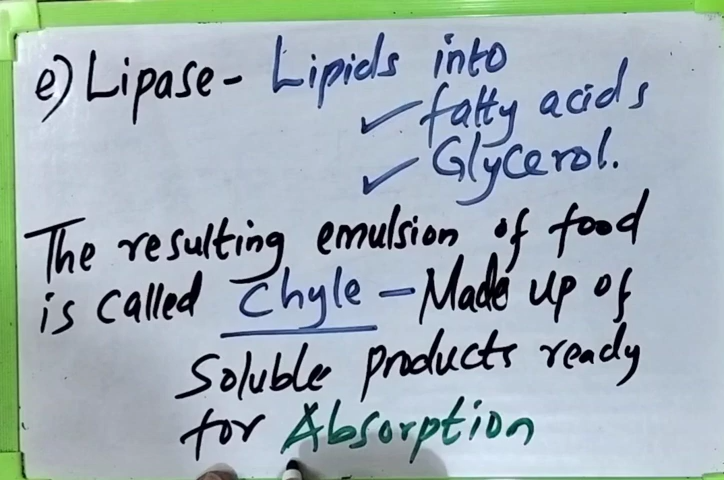 e) Lipase - Lipids into
✓ fatty acids
✓ Glycerol.
The resulting emulsion of food
is called Chyle - Made up of
Soluble products ready
for Absorption